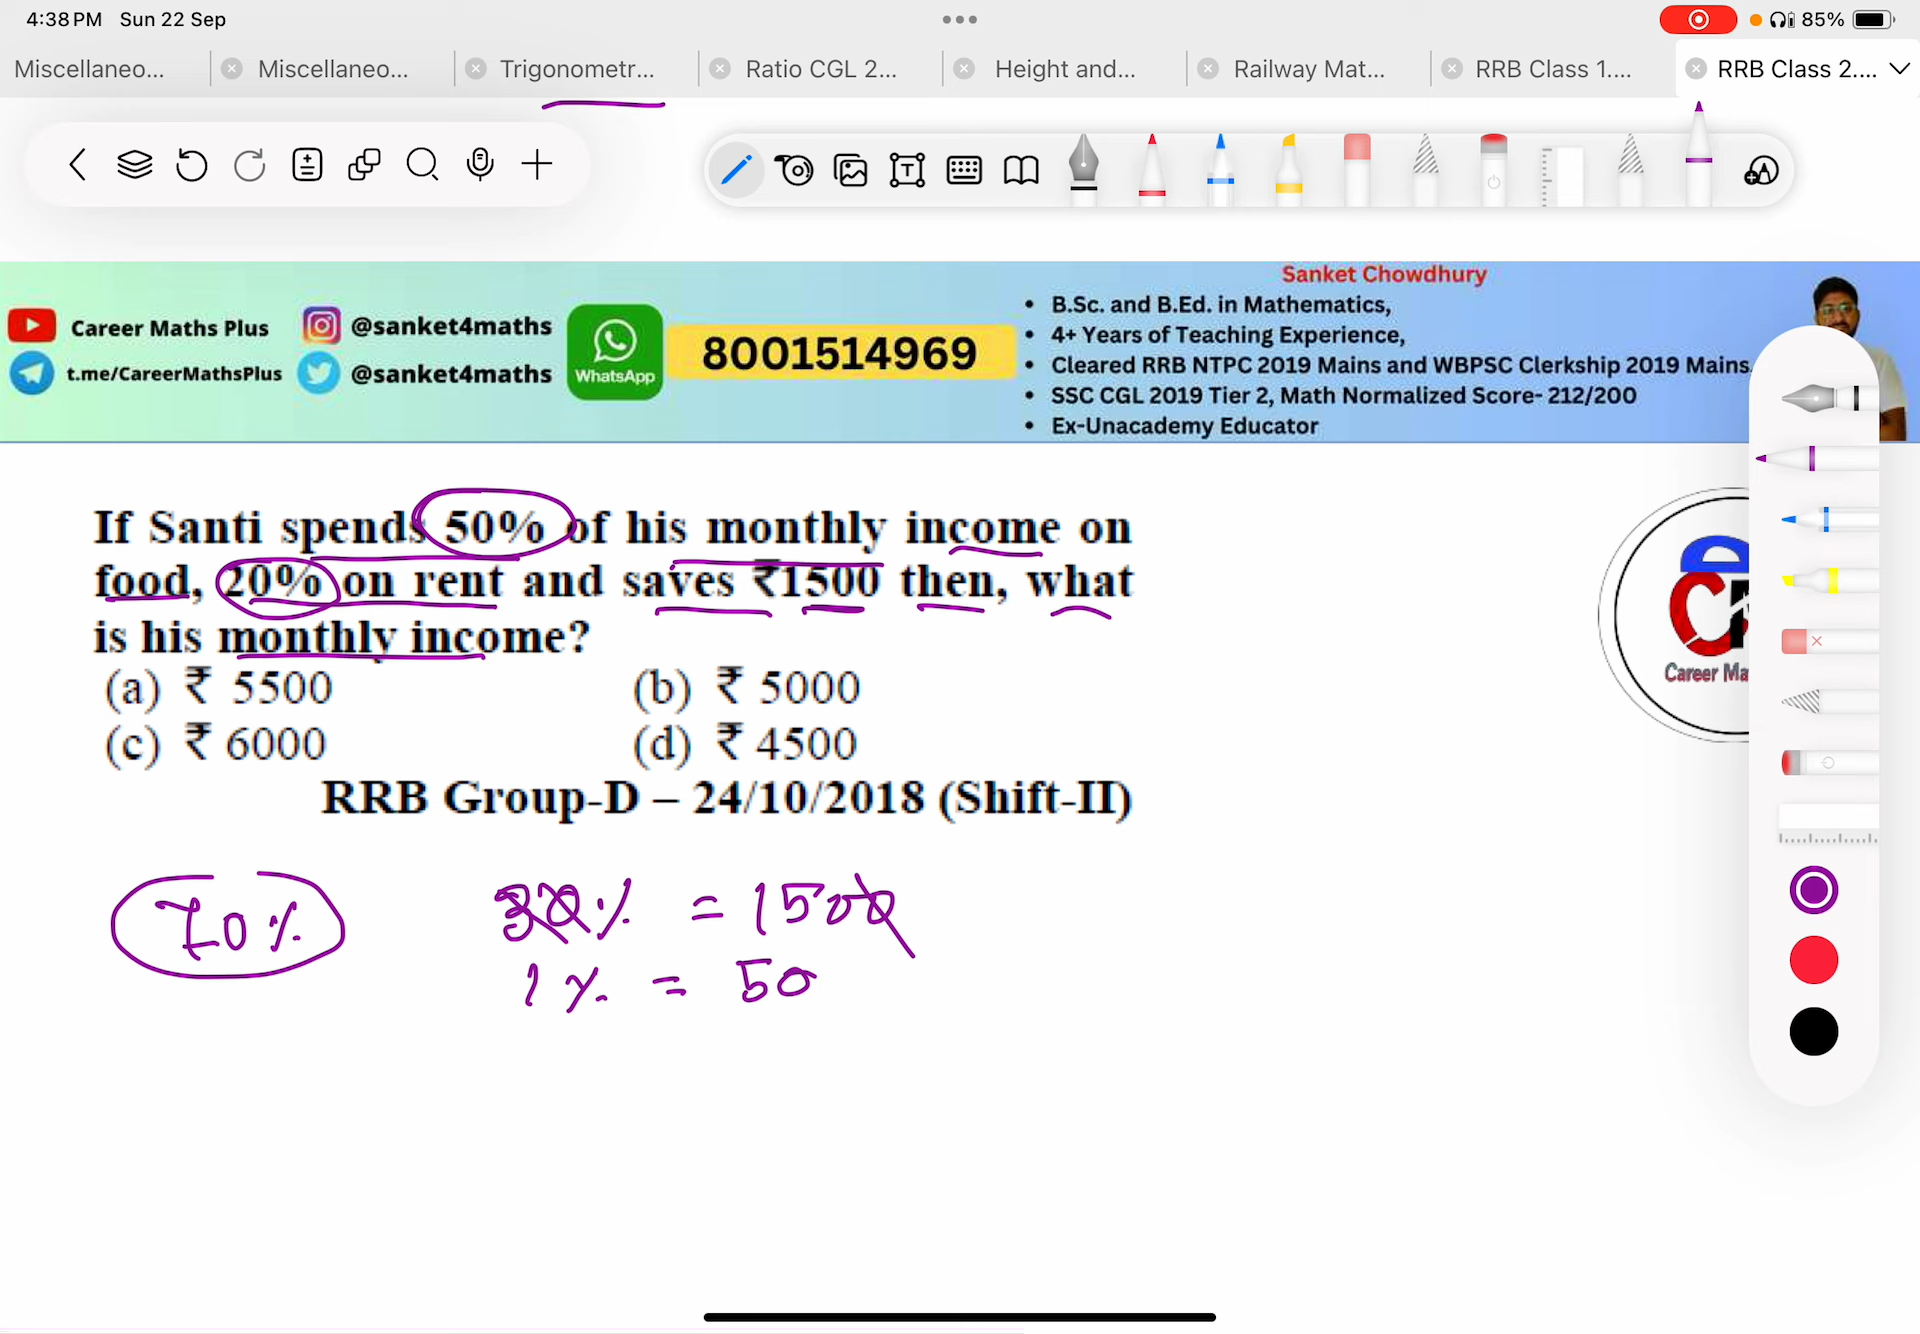 4:38 PM Sun 22 Sep
85%
Miscellaneo...
Miscellaneo...
Trigonometr...
Ratio CGL 2...
Height and...
Railway Mat...
RRB Class 1....
RRB Class 2....
Career Maths Plus
@sanket4maths
t.me/CareerMathsPlus
@sanket4maths
WhatsApp
8001514969
Sanket Chowdhury
• B.Sc. and B.Ed. in Mathematics,
• 4+ Years of Teaching Experience,
• Cleared RRB NTPC 2019 Mains and WBPSC Clerkship 2019 Mains
• SSC CGL 2019 Tier 2, Math Normalized Score- 212/200
• Ex-Unacademy Educator
If Santi spends 50% of his monthly income on
food, 20% on rent and saves ₹1500 then, what
is his monthly income?
(a) ₹ 5500
(b) ₹ 5000
(c) ₹ 6000
(d) ₹ 4500
RRB Group-D – 24/10/2018 (Shift-II)
Career Ma
70%
30% = 1500
1% = 50